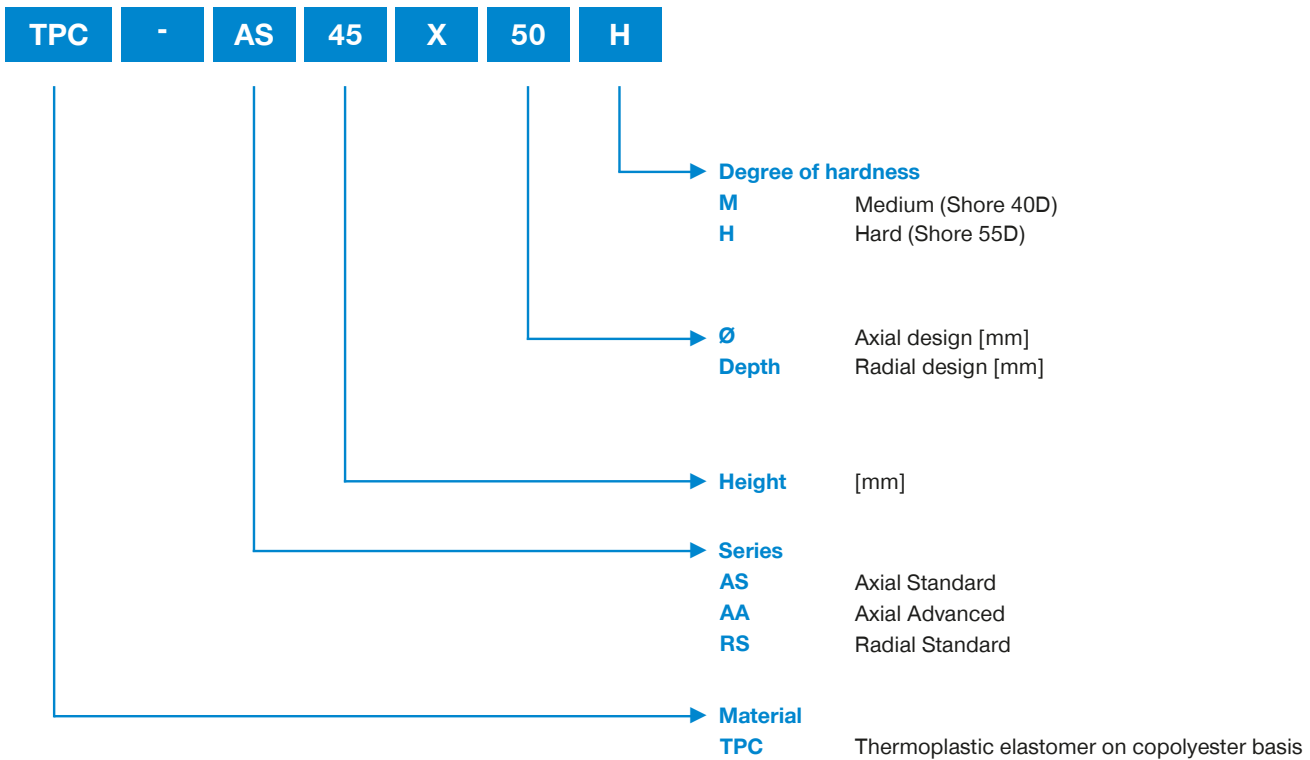 TPC - AS 45 X 50 H
Degree of hardness
M Medium (Shore 40D)
H Hard (Shore 55D)
Ø Axial design [mm]
Depth Radial design [mm]
Height [mm]
Series
AS Axial Standard
AA Axial Advanced
RS Radial Standard
Material
TPC Thermoplastic elastomer on copolyester basis